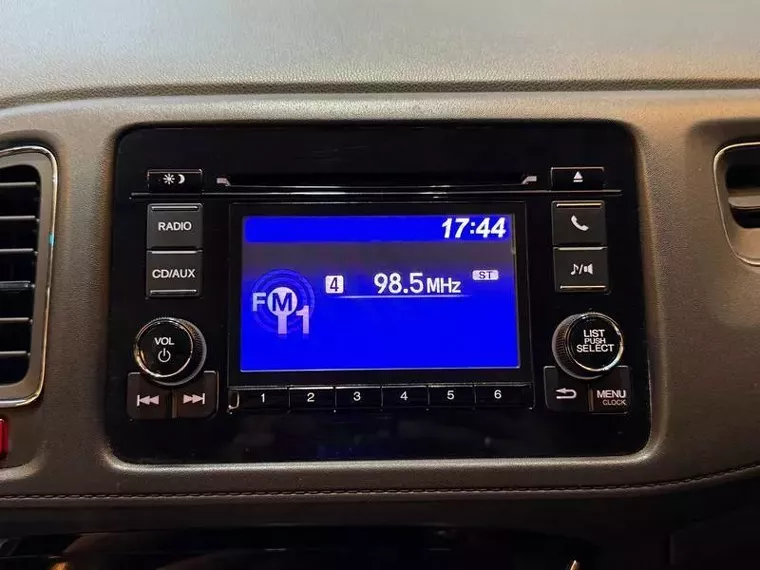 17:44
RADIO
CD/AUX
FM1
4 98.5MHz ST
VOL
LIST
PUSH
SELECT
1 2 3 4 5 6
MENU
CLOCK